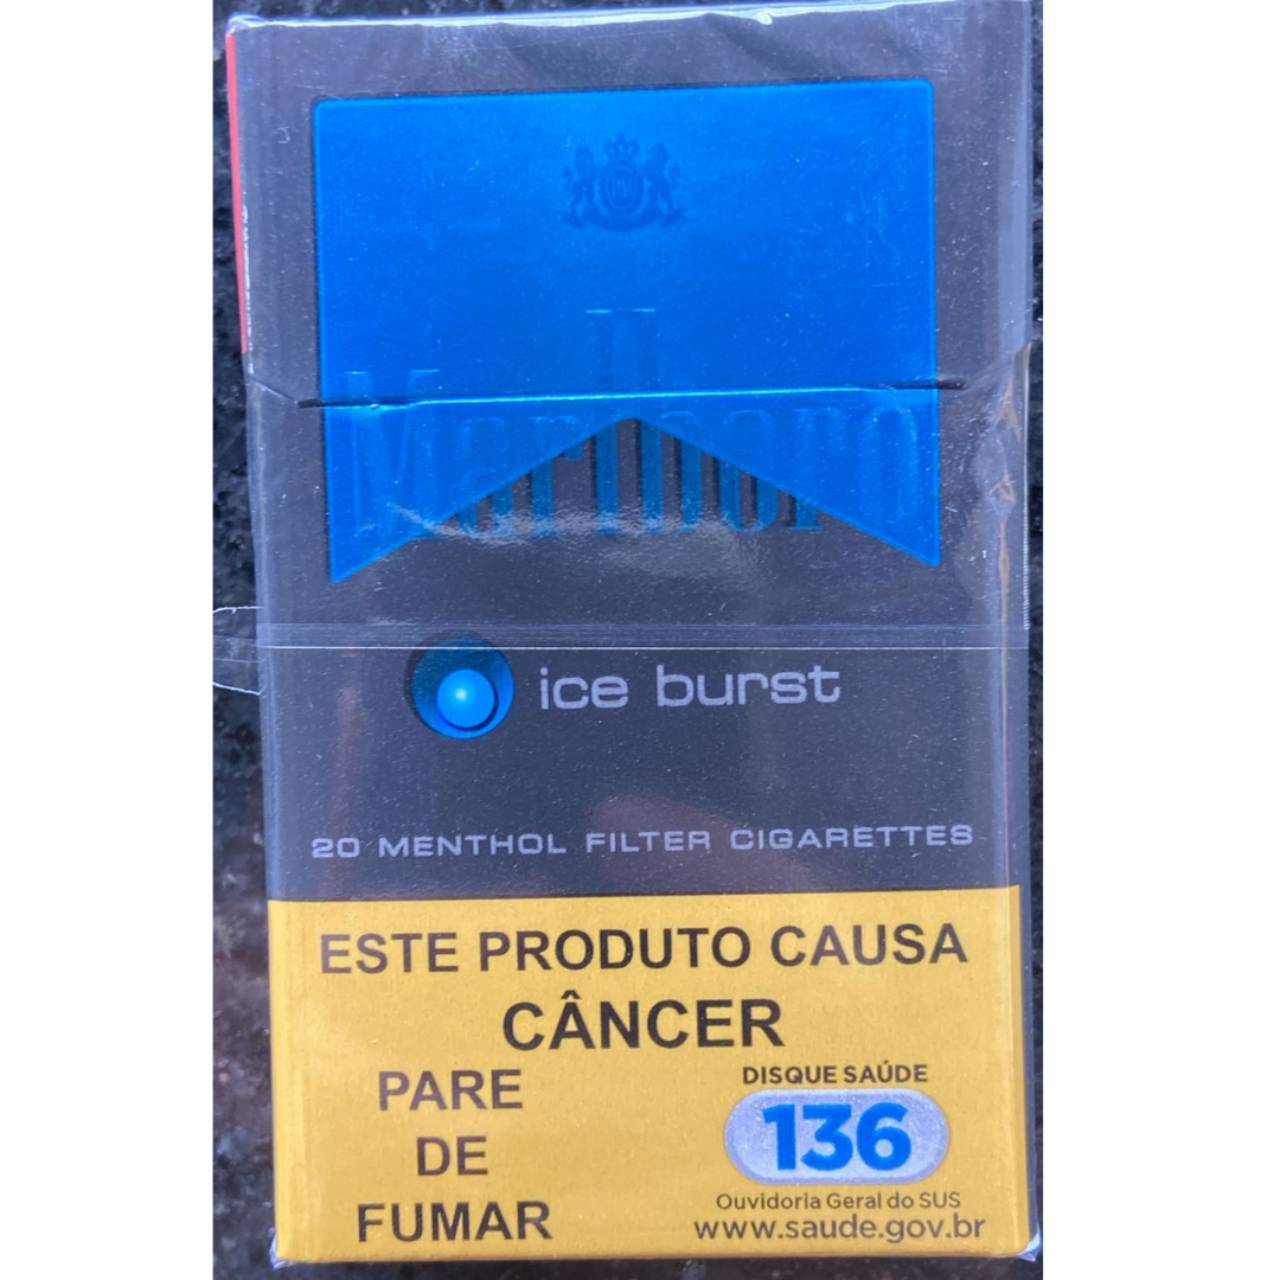 Marlboro
ice burst
20 MENTHOL FILTER CIGARETTES
ESTE PRODUTO CAUSA
CÂNCER
PARE
DE
FUMAR
DISQUE SAÚDE
136
Ouvidoria Geral do SUS
www.saude.gov.br